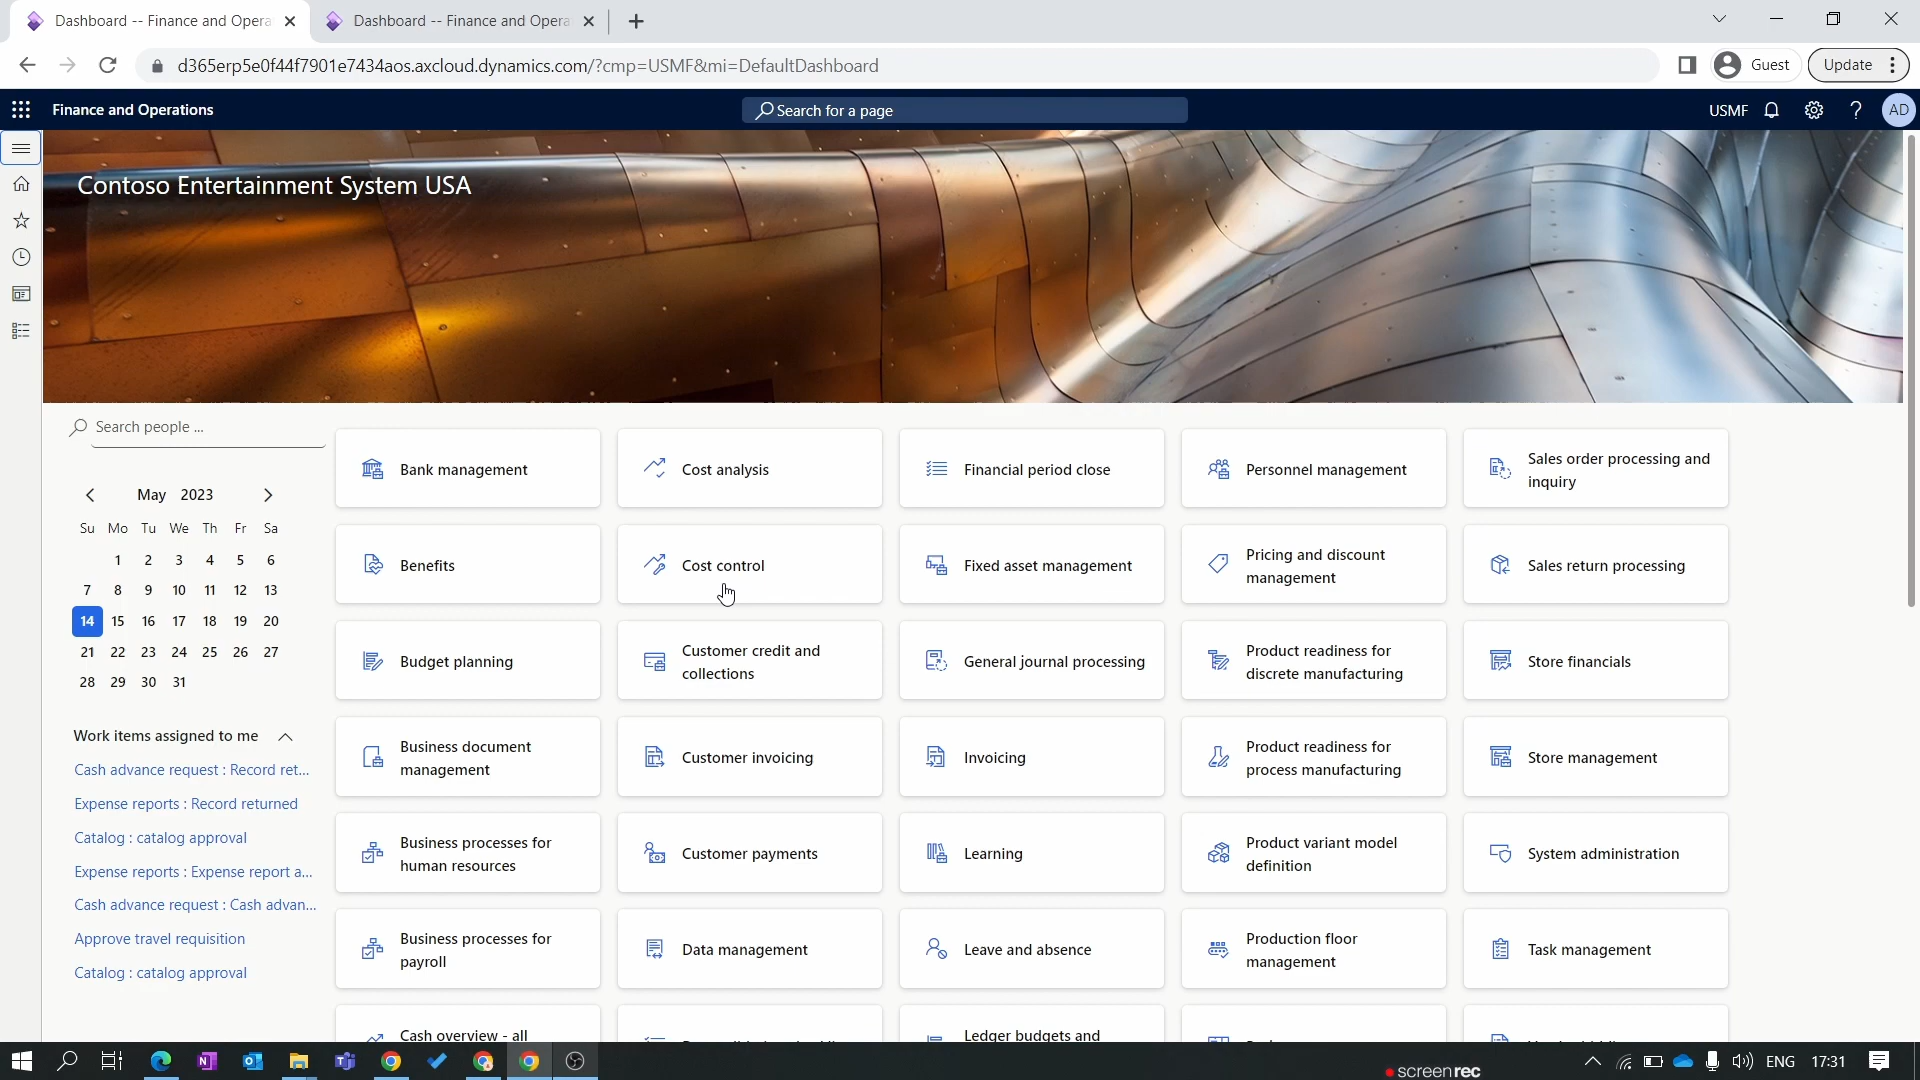 Dashboard -- Finance and Opera
Dashboard -- Finance and Opera
d365erp5e0f44f7901e7434aos.axcloud.dynamics.com/?cmp=USMF&mi=DefaultDashboard
Guest
Update
Finance and Operations
Search for a page
USMF
AD
Contoso Entertainment System USA
Search people ...
May 2023
Su Mo Tu We Th Fr Sa
1 2 3 4 5 6
7 8 9 10 11 12 13
14 15 16 17 18 19 20
21 22 23 24 25 26 27
28 29 30 31
Work items assigned to me
Cash advance request : Record ret...
Expense reports : Record returned
Catalog : catalog approval
Expense reports : Expense report a...
Cash advance request : Cash advan...
Approve travel requisition
Catalog : catalog approval
Bank management
Cost analysis
Financial period close
Personnel management
Sales order processing and
inquiry
Benefits
Cost control
Fixed asset management
Pricing and discount
management
Sales return processing
Budget planning
Customer credit and
collections
General journal processing
Product readiness for
discrete manufacturing
Store financials
Business document
management
Customer invoicing
Invoicing
Product readiness for
process manufacturing
Store management
Business processes for
human resources
Customer payments
Learning
Product variant model
definition
System administration
Business processes for
payroll
Data management
Leave and absence
Production floor
management
Task management
Cash overview - all
Ledger budgets and
screenrec
ENG
17:31